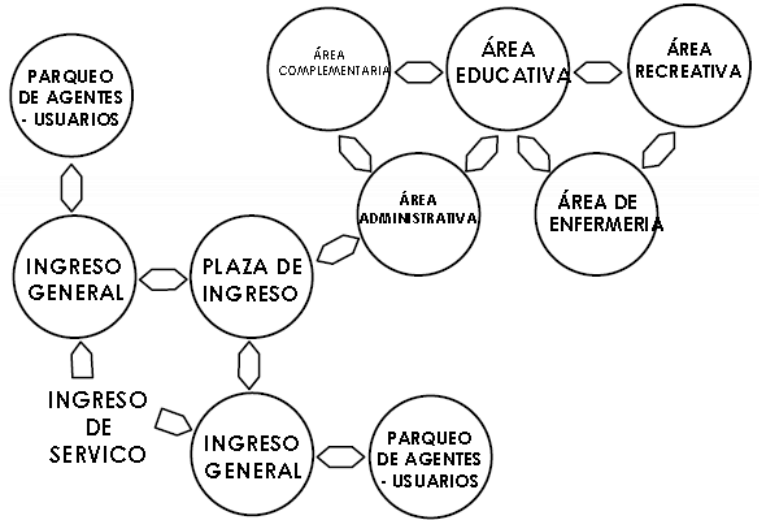 PARQUEO
DE AGENTES
- USUARIOS
ÁREA
COMPLEMENTARIA
ÁREA
EDUCATIVA
ÁREA
RECREATIVA
ÁREA
ADMINISTRATIVA
ÁREA DE
ENFERMERIA
INGRESO
GENERAL
PLAZA DE
INGRESO
INGRESO
DE
SERVICO
INGRESO
GENERAL
PARQUEO
DE AGENTES
- USUARIOS